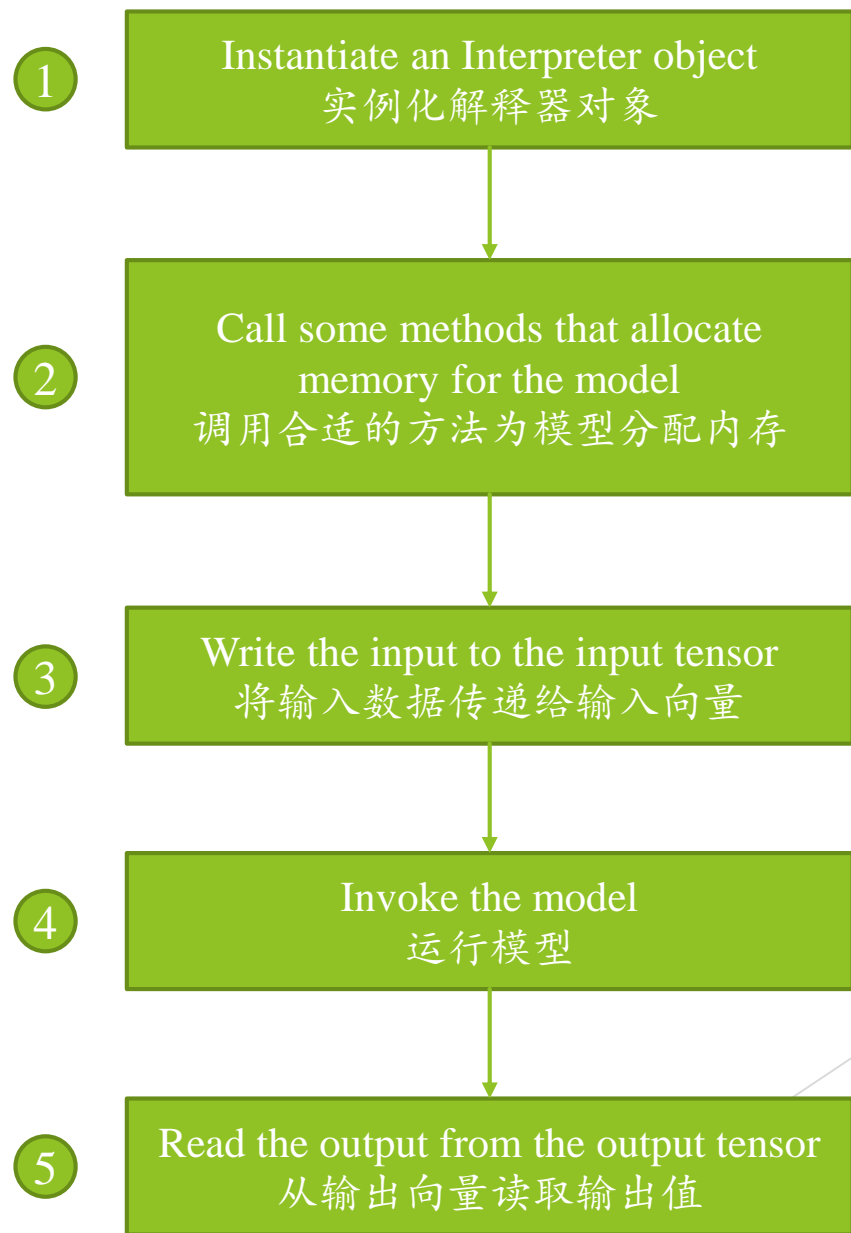 1
Instantiate an Interpreter object
实例化解释器对象
2
Call some methods that allocate
memory for the model
调用合适的方法为模型分配内存
3
Write the input to the input tensor
将输入数据传递给输入向量
4
Invoke the model
运行模型
5
Read the output from the output tensor
从输出向量读取输出值